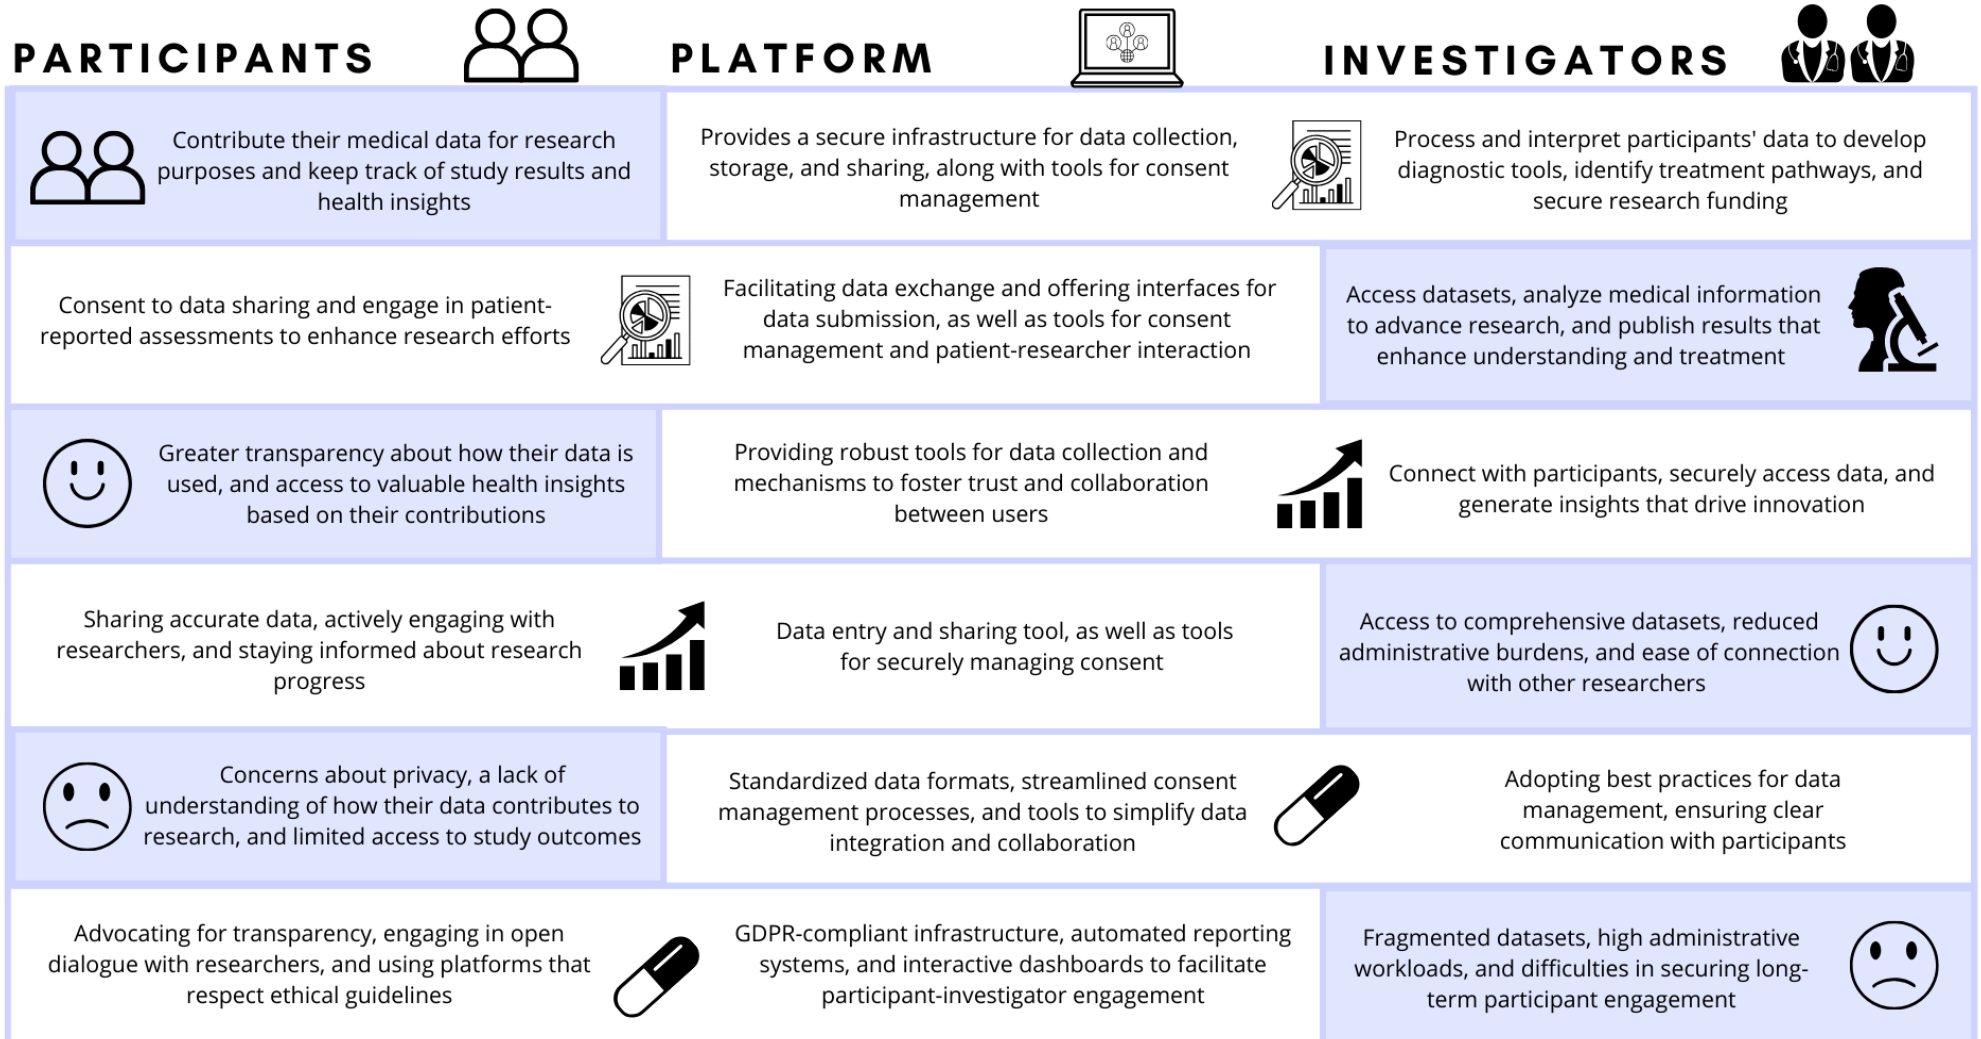 PARTICIPANTS
PLATFORM
INVESTIGATORS
Contribute their medical data for research
purposes and keep track of study results and
health insights
Provides a secure infrastructure for data collection,
storage, and sharing, along with tools for consent
management
Process and interpret participants' data to develop
diagnostic tools, identify treatment pathways, and
secure research funding
Consent to data sharing and engage in patient-
reported assessments to enhance research efforts
Facilitating data exchange and offering interfaces for
data submission, as well as tools for consent
management and patient-researcher interaction
Access datasets, analyze medical information
to advance research, and publish results that
enhance understanding and treatment
Greater transparency about how their data is
used, and access to valuable health insights
based on their contributions
Providing robust tools for data collection and
mechanisms to foster trust and collaboration
between users
Connect with participants, securely access data, and
generate insights that drive innovation
Sharing accurate data, actively engaging with
researchers, and staying informed about research
progress
Data entry and sharing tool, as well as tools
for securely managing consent
Access to comprehensive datasets, reduced
administrative burdens, and ease of connection
with other researchers
Concerns about privacy, a lack of
understanding of how their data contributes to
research, and limited access to study outcomes
Standardized data formats, streamlined consent
management processes, and tools to simplify data
integration and collaboration
Adopting best practices for data
management, ensuring clear
communication with participants
Advocating for transparency, engaging in open
dialogue with researchers, and using platforms that
respect ethical guidelines
GDPR-compliant infrastructure, automated reporting
systems, and interactive dashboards to facilitate
participant-investigator engagement
Fragmented datasets, high administrative
workloads, and difficulties in securing long-
term participant engagement